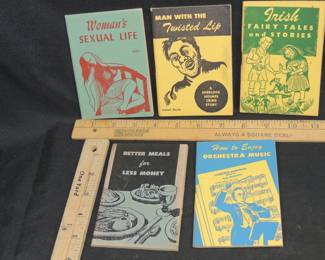 Woman's
SEXUAL LIFE
MAN WITH THE
Twisted Lip
A
SHERLOCK
HOLMES
CRIME
STORY
Irish
FAIRY TALES
and STORIES
ALWAYS A SQUARE DEAL!
BETTER MEALS
for
LESS MONEY
How to Enjoy
ORCHESTRA MUSIC